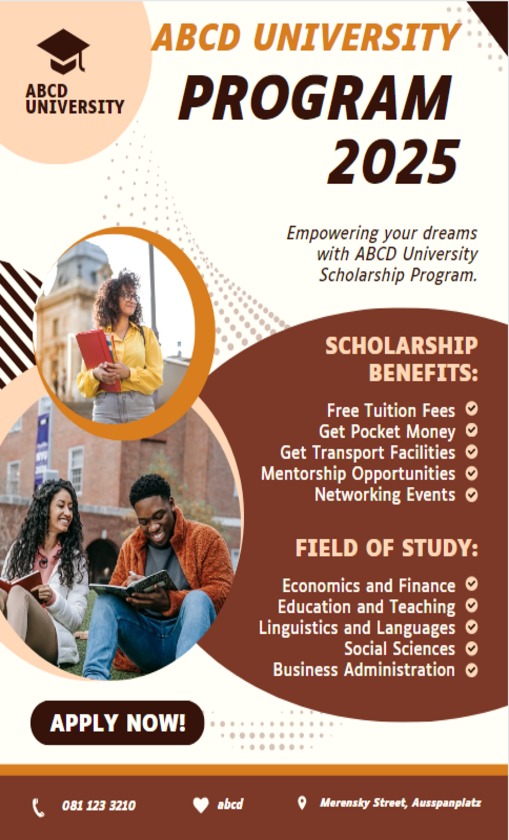 ABCD
UNIVERSITY
ABCD UNIVERSITY
PROGRAM
2025
Empowering your dreams
with ABCD University
Scholarship Program.
SCHOLARSHIP
BENEFITS:
Free Tuition Fees
Get Pocket Money
Get Transport Facilities
Mentorship Opportunities
Networking Events
FIELD OF STUDY:
Economics and Finance
Education and Teaching
Linguistics and Languages
Social Sciences
Business Administration
APPLY NOW!
081 123 3210
abcd
Merensky Street, Ausspanplatz